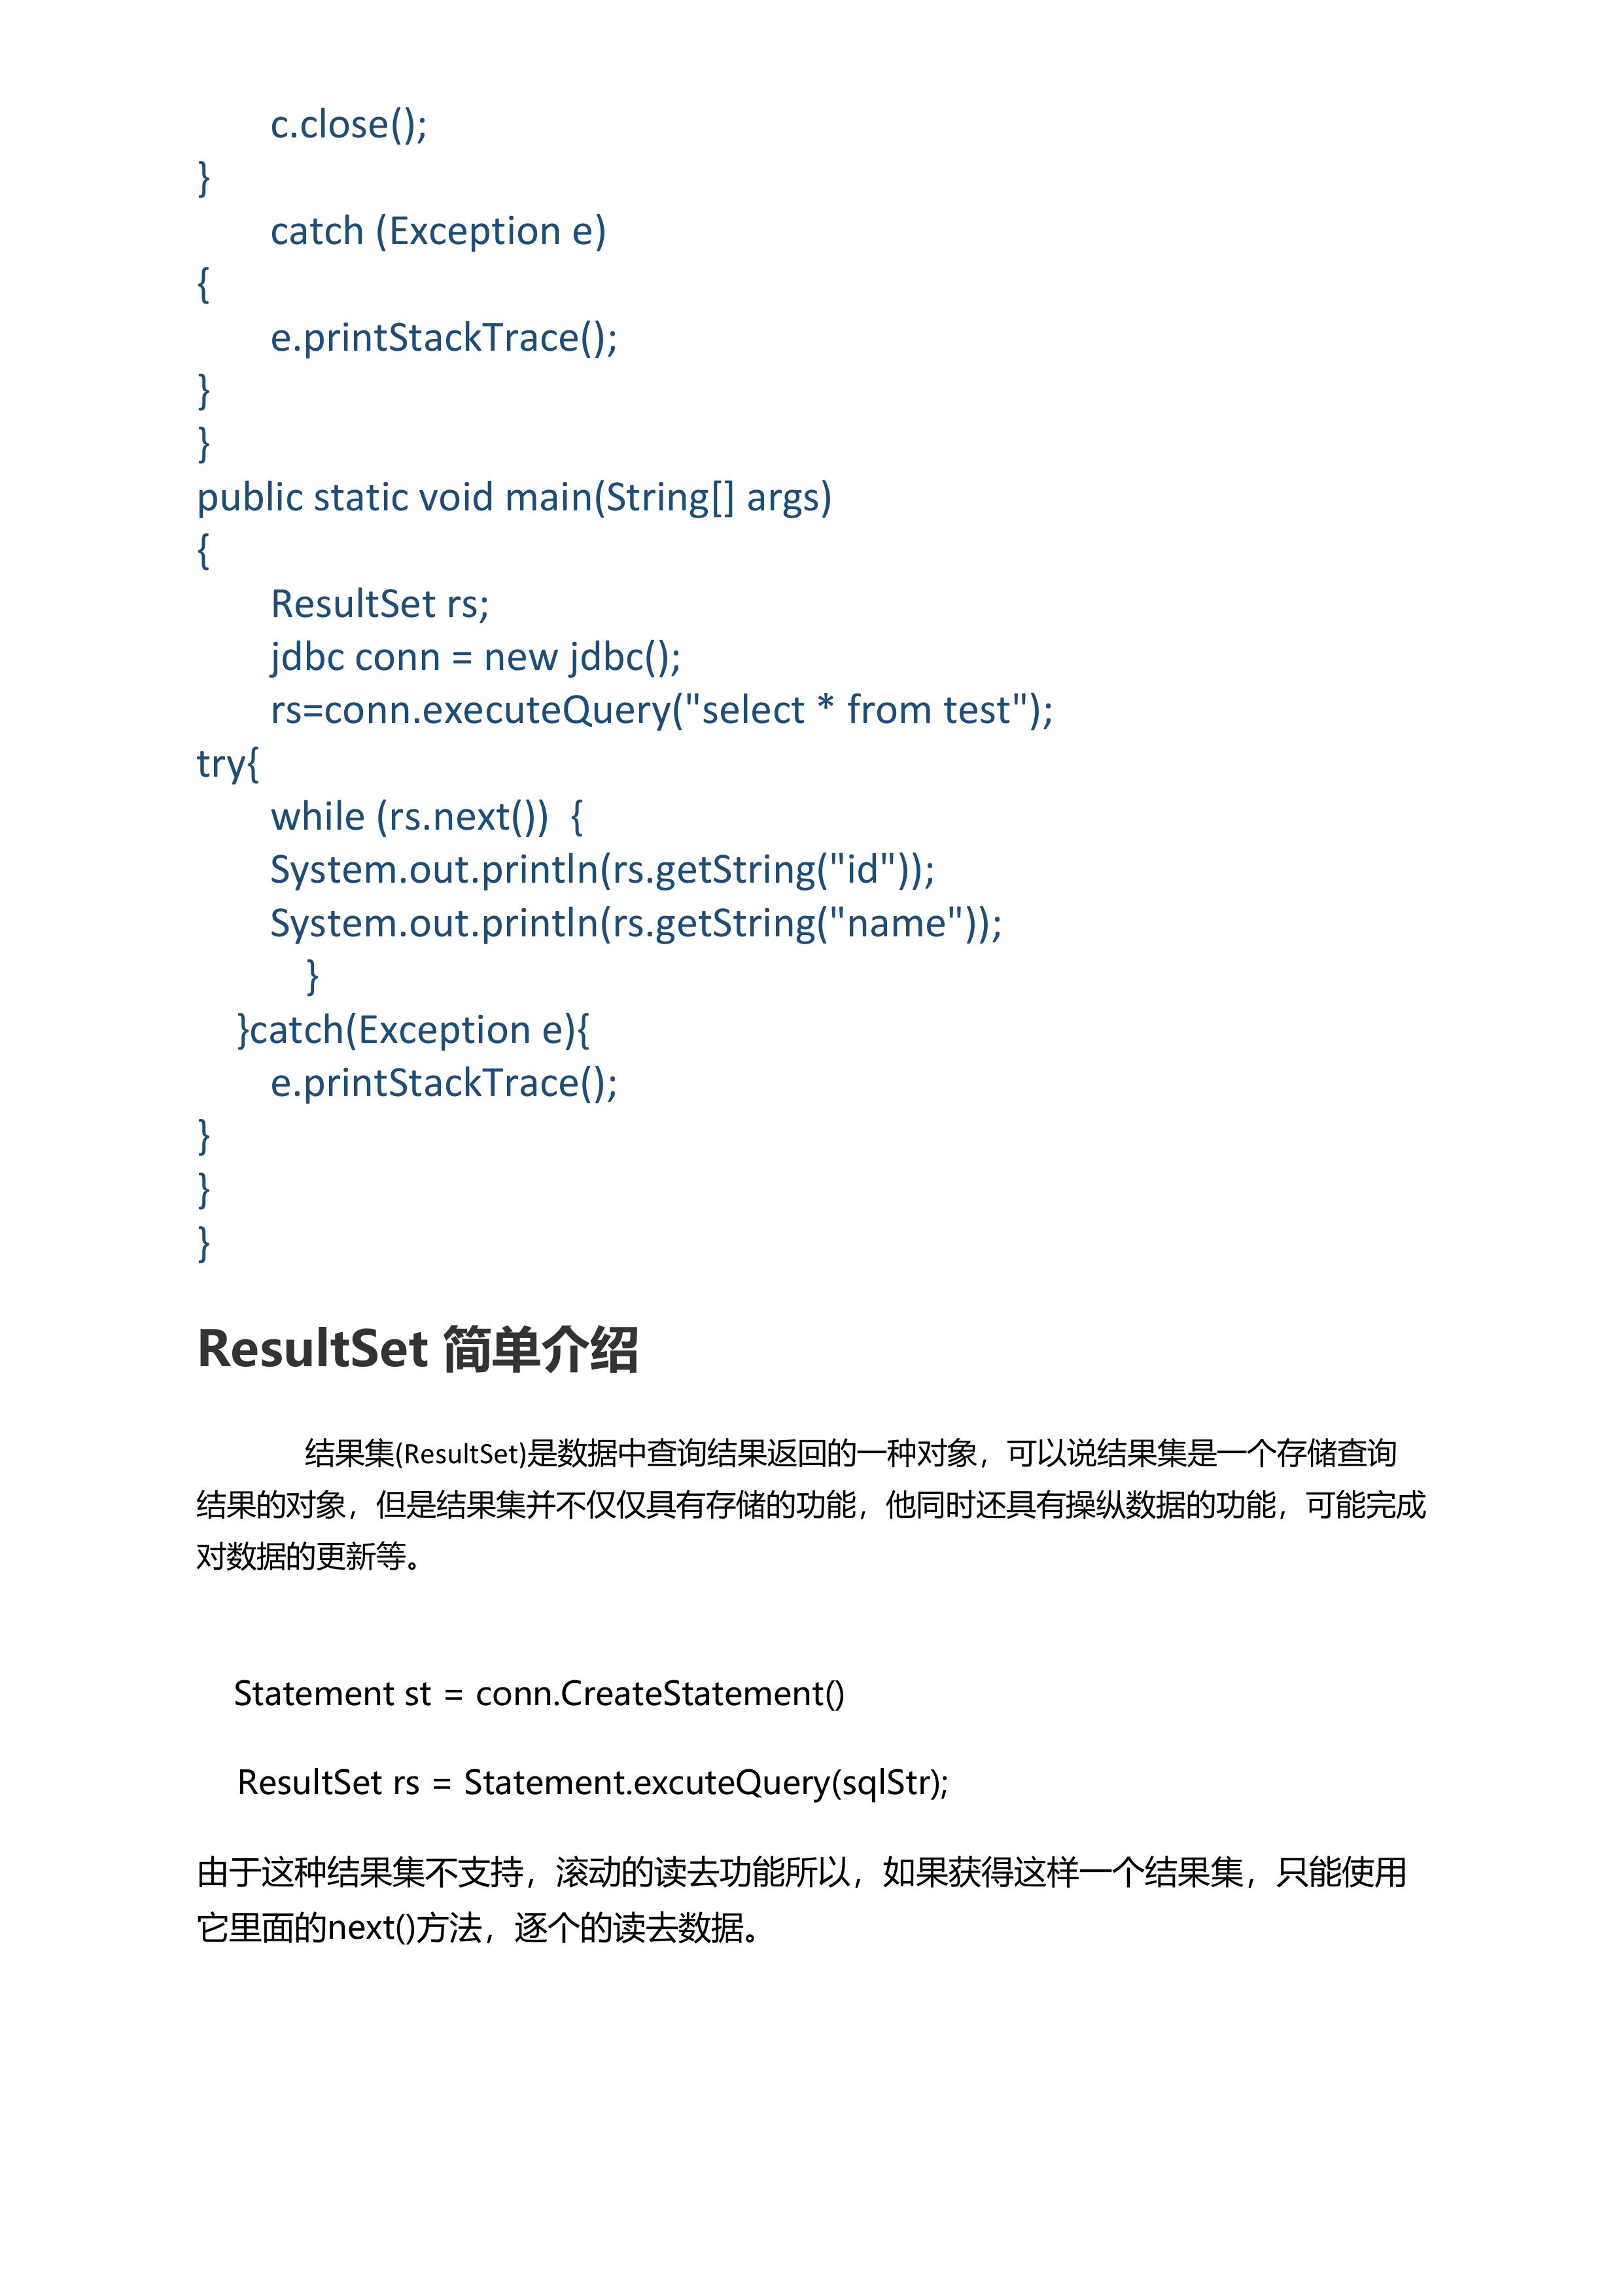 c.close();
}
catch (Exception e)
{
e.printStackTrace();
}
}
public static void main(String[] args)
{
ResultSet rs;
jdbc conn = new jdbc();
rs=conn.executeQuery("select * from test");
try{
while (rs.next())  {
System.out.println(rs.getString("id"));
System.out.println(rs.getString("name"));
}
}catch(Exception e){
e.printStackTrace();
}
}
}
ResultSet 简单介绍
结果集(ResultSet)是数据中查询结果返回的一种对象，可以说结果集是一个存储查询
结果的对象，但是结果集并不仅仅具有存储的功能，他同时还具有操纵数据的功能，可能完成
对数据的更新等。
Statement st = conn.CreateStatement()
ResultSet rs = Statement.excuteQuery(sqlStr);
由于这种结果集不支持，滚动的读去功能所以，如果获得这样一个结果集，只能使用
它里面的next()方法，逐个的读去数据。